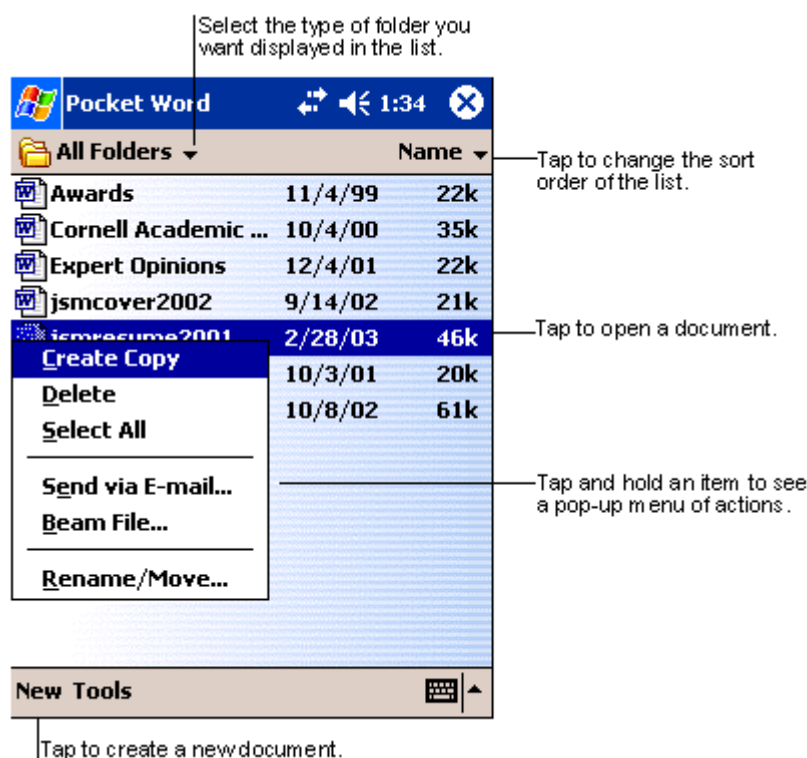 Select the type of folder you
want displayed in the list.
Pocket Word 1:34
All Folders Name
Tap to change the sort
order of the list.
Awards 11/4/99 22k
Cornell Academic ... 10/4/00 35k
Expert Opinions 12/4/01 22k
jsmcover2002 9/14/02 21k
jsmresume2001 2/28/03 46k
Tap to open a document.
Create Copy
10/3/01 20k
Delete
10/8/02 61k
Select All
Send via E-mail...
Tap and hold an item to see
a pop-up menu of actions.
Beam File...
Rename/Move...
New Tools
Tap to create a new document.